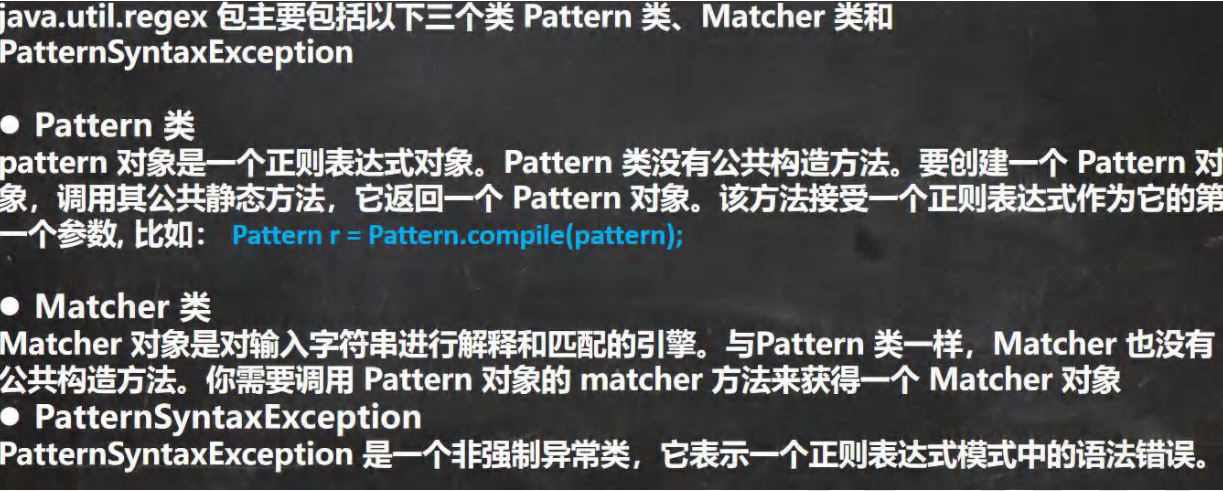 java.util.regex 包主要包括以下三个类 Pattern 类、Matcher 类和
PatternSyntaxException
● Pattern 类
pattern 对象是一个正则表达式对象。Pattern 类没有公共构造方法。要创建一个 Pattern 对
象，调用其公共静态方法，它返回一个 Pattern 对象。该方法接受一个正则表达式作为它的第
一个参数, 比如： Pattern r = Pattern.compile(pattern);
● Matcher 类
Matcher 对象是对输入字符串进行解释和匹配的引擎。与Pattern 类一样，Matcher 也没有
公共构造方法。你需要调用 Pattern 对象的 matcher 方法来获得一个 Matcher 对象
● PatternSyntaxException
PatternSyntaxException 是一个非强制异常类，它表示一个正则表达式模式中的语法错误。